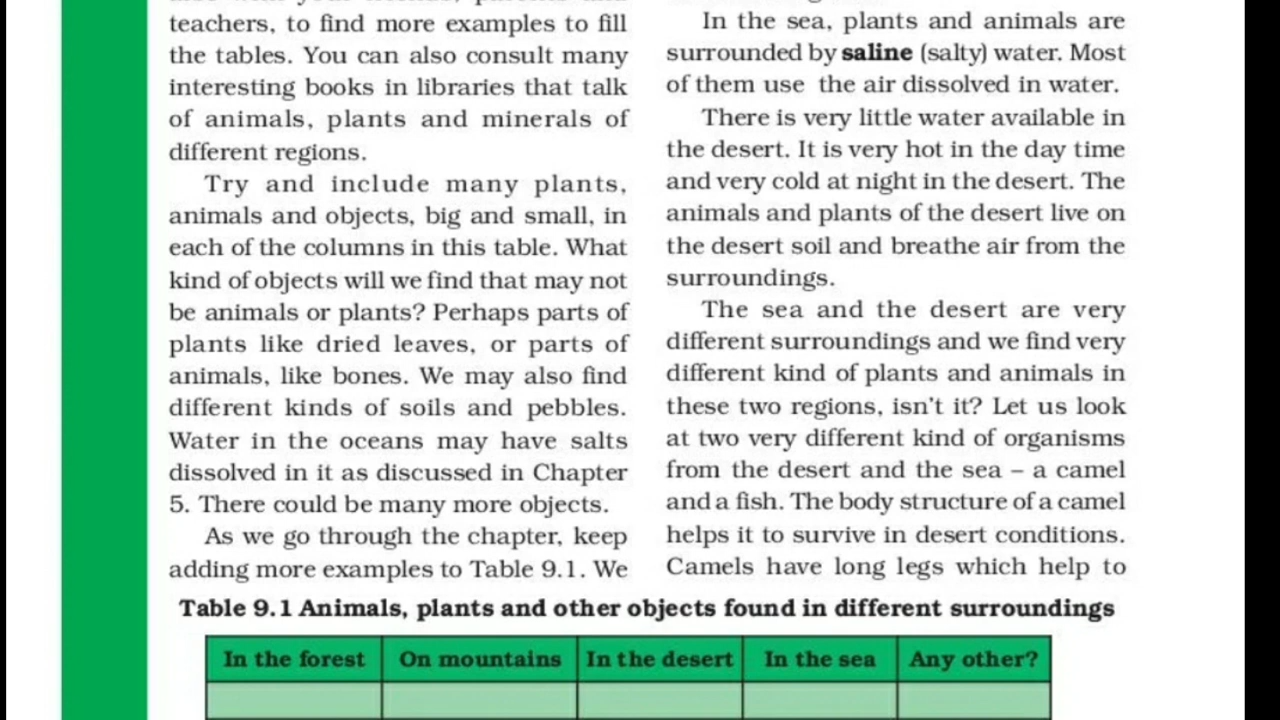 teachers, to find more examples to fill
the tables. You can also consult many
interesting books in libraries that talk
of animals, plants and minerals of
different regions.
Try and include many plants,
animals and objects, big and small, in
each of the columns in this table. What
kind of objects will we find that may not
be animals or plants? Perhaps parts of
plants like dried leaves, or parts of
animals, like bones. We may also find
different kinds of soils and pebbles.
Water in the oceans may have salts
dissolved in it as discussed in Chapter
5. There could be many more objects.
As we go through the chapter, keep
adding more examples to Table 9.1. We
In the sea, plants and animals are
surrounded by saline (salty) water. Most
of them use the air dissolved in water.
There is very little water available in
the desert. It is very hot in the day time
and very cold at night in the desert. The
animals and plants of the desert live on
the desert soil and breathe air from the
surroundings.
The sea and the desert are very
different surroundings and we find very
different kind of plants and animals in
these two regions, isn't it? Let us look
at two very different kind of organisms
from the desert and the sea – a camel
and a fish. The body structure of a camel
helps it to survive in desert conditions.
Camels have long legs which help to
Table 9.1 Animals, plants and other objects found in different surroundings
In the forest On mountains In the desert In the sea Any other?